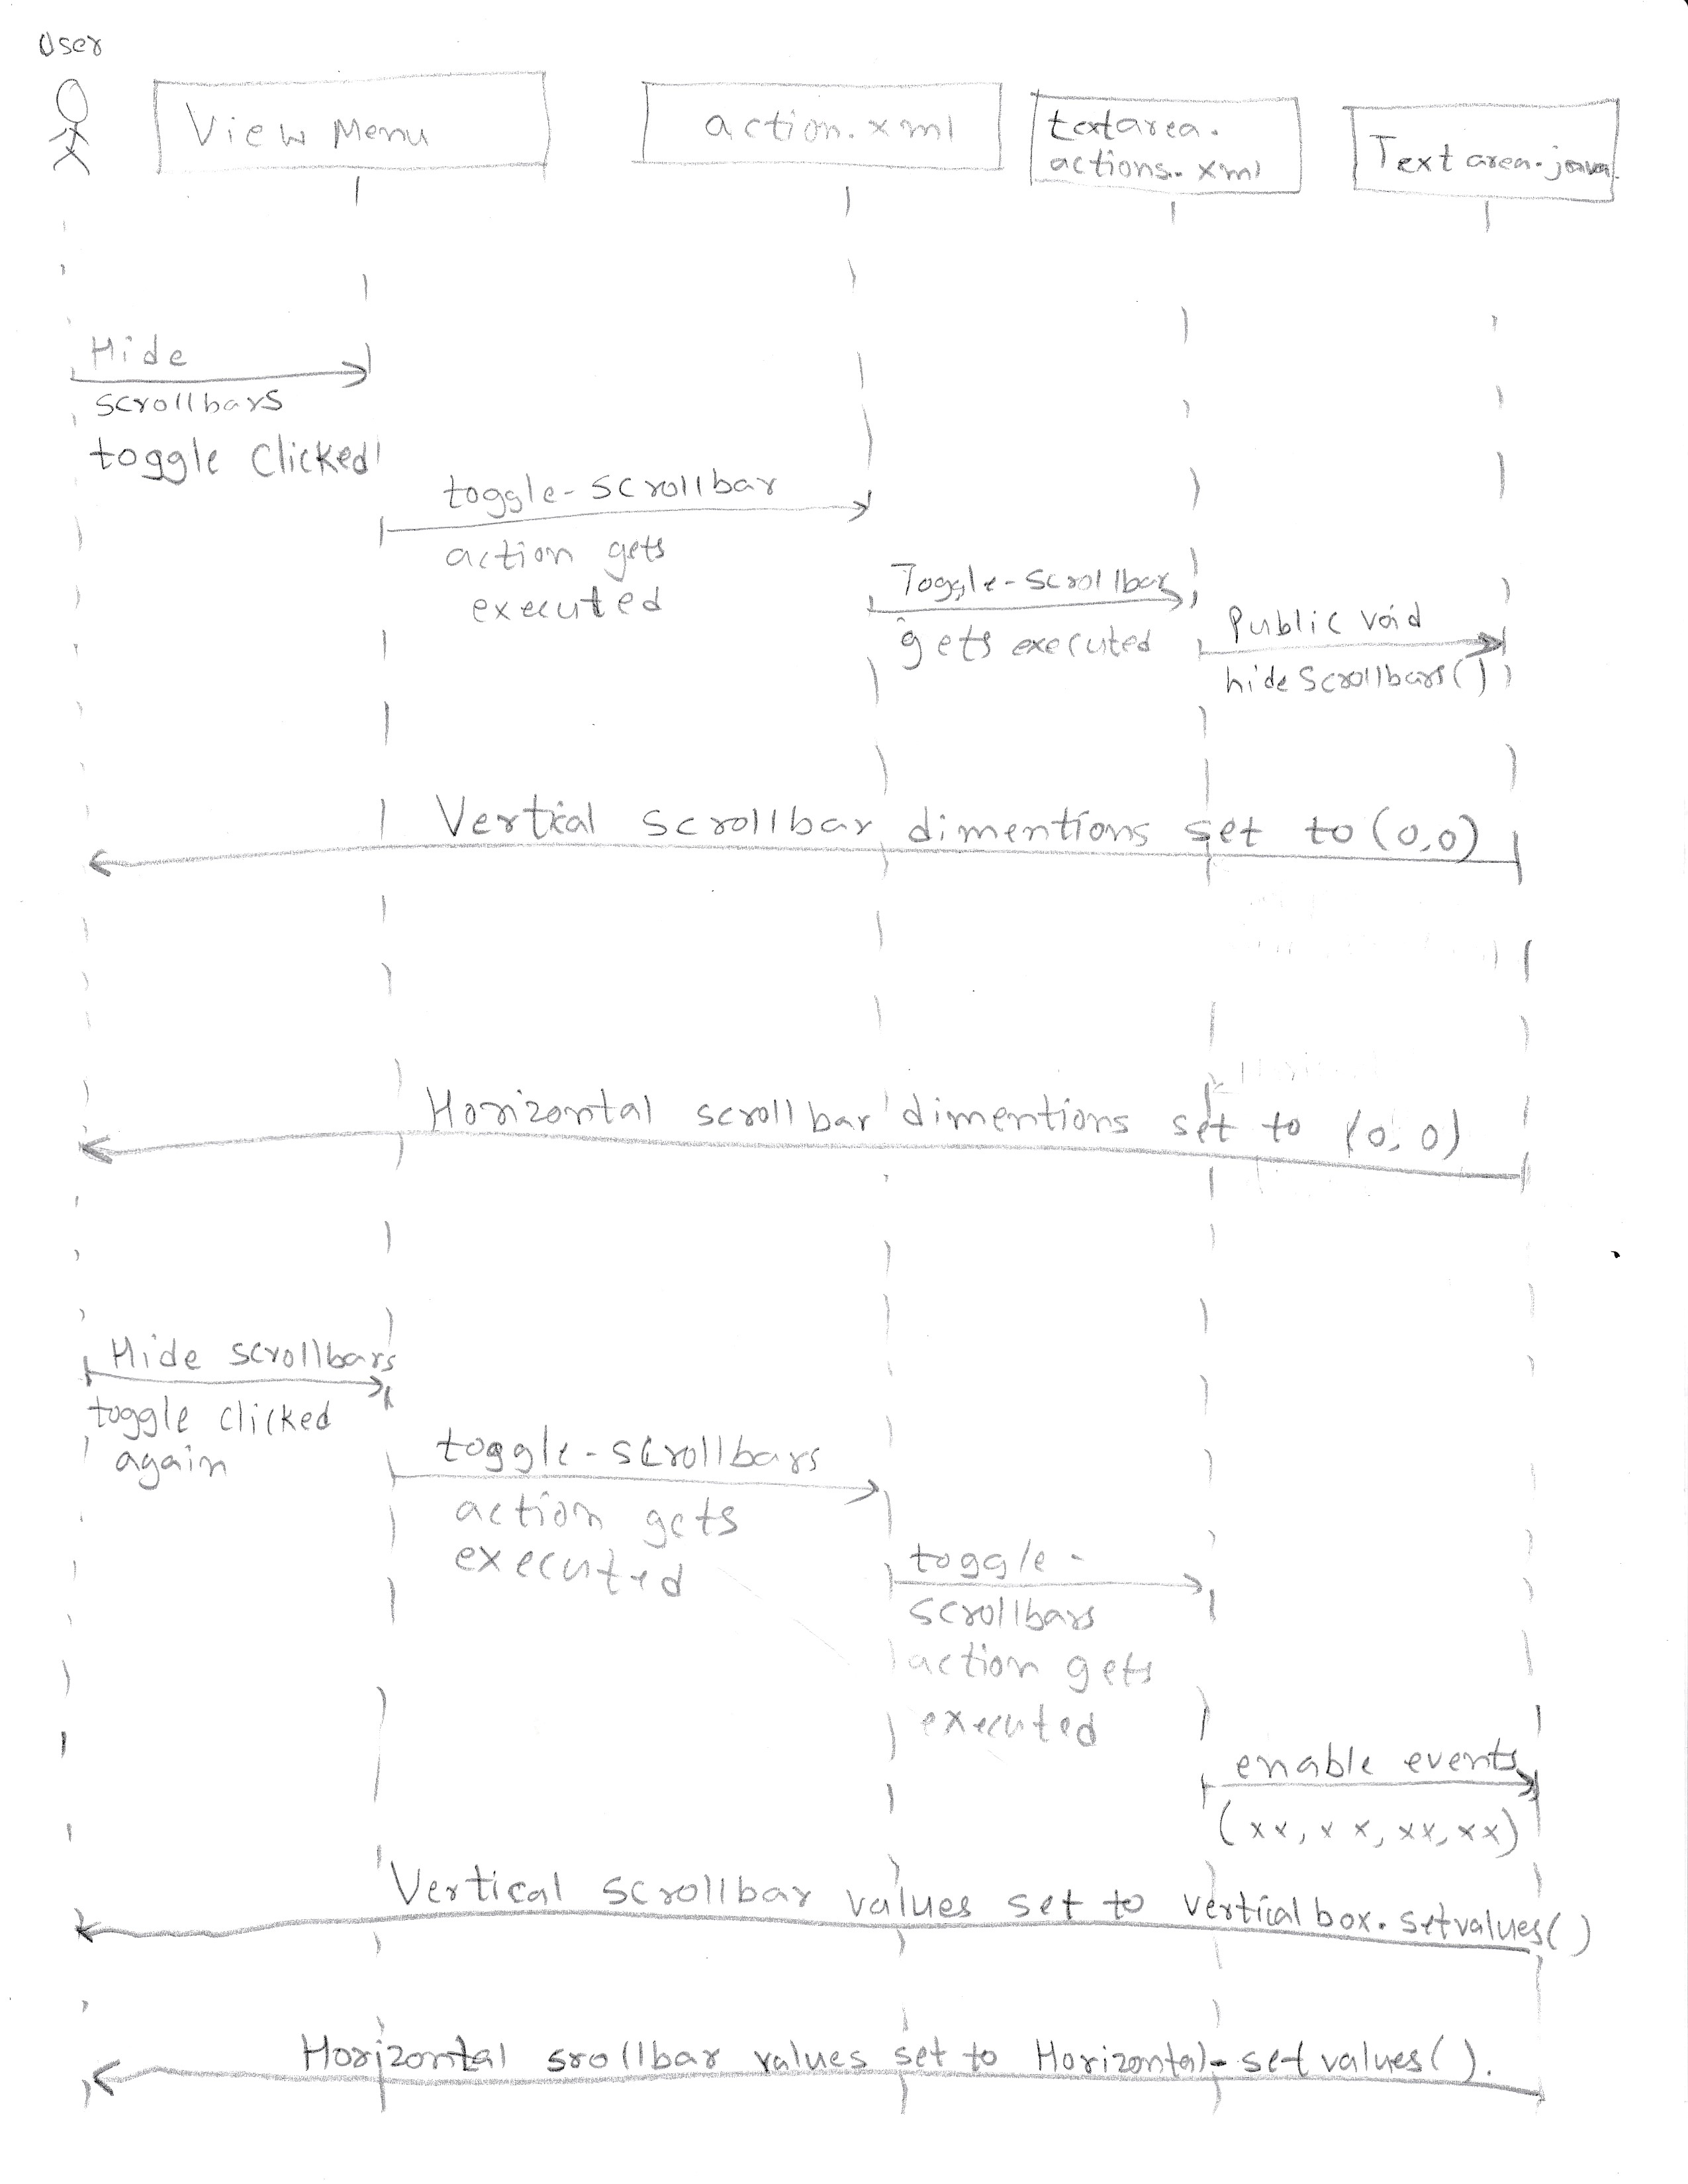 User
View Menu
action.xml
textarea.
actions.xml
Textarea.java
Hide
scrollbars
toggle Clicked
toggle-scrollbar
action gets
executed
Toggle-scrollbar
gets executed
Public void
hideScrollbars()
Vertical scrollbar dimentions set to (0,0)
Horizontal scrollbar dimentions set to (0,0)
Hide scrollbars
toggle clicked
again
toggle-scrollbars
action gets
executed
toggle-
scrollbars
action gets
executed
enable events
(xx, xx, xx, xx)
Vertical scrollbar values set to vertical box.setvalues()
Horizontal srollbar values set to Horizontal-setvalues().